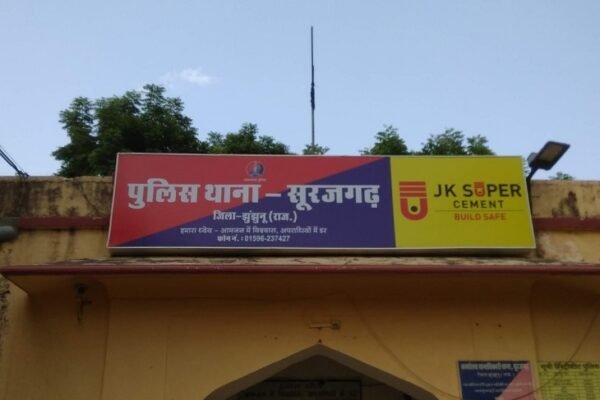 पुलिस थाना – सूरजगढ़
जिला-झुंझुनू (राज.)
हमारा ध्येय - आमजन में विश्वास, अपराधियों में डर
फ़ोन नं. : 01596-237427
JK SUPER
CEMENT
BUILD SAFE